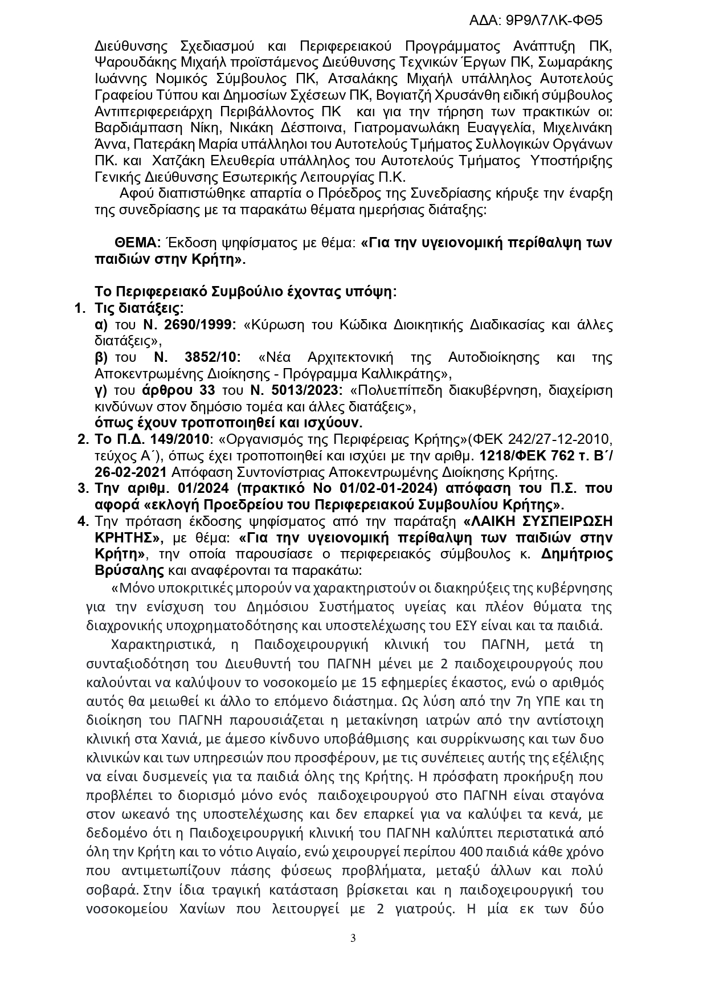 ΑΔΑ: 9Ρ9Λ7ΛΚ-ΦΘ5
Διεύθυνσης Σχεδιασμού και Περιφερειακού Προγράμματος Ανάπτυξη ΠΚ,
Ψαρουδάκης Μιχαήλ προϊστάμενος Διεύθυνσης Τεχνικών Έργων ΠΚ, Σωμαράκης
Ιωάννης Νομικός Σύμβουλος ΠΚ, Ατσαλάκης Μιχαήλ υπάλληλος Αυτοτελούς
Γραφείου Τύπου και Δημοσίων Σχέσεων ΠΚ, Βογιατζή Χρυσάνθη ειδική σύμβουλος
Αντιπεριφερειάρχη Περιβάλλοντος ΠΚ και για την τήρηση των πρακτικών οι:
Βαρδιάμπαση Νίκη, Νικάκη Δέσποινα, Γιατρομανωλάκη Ευαγγελία, Μιχελινάκη
Άννα, Πατεράκη Μαρία υπάλληλοι του Αυτοτελούς Τμήματος Συλλογικών Οργάνων
ΠΚ. και Χατζάκη Ελευθερία υπάλληλος του Αυτοτελούς Τμήματος Υποστήριξης
Γενικής Διεύθυνσης Εσωτερικής Λειτουργίας Π.Κ.
Αφού διαπιστώθηκε απαρτία ο Πρόεδρος της Συνεδρίασης κήρυξε την έναρξη
της συνεδρίασης με τα παρακάτω θέματα ημερήσιας διάταξης:
ΘΕΜΑ: Έκδοση ψηφίσματος με θέμα: «Για την υγειονομική περίθαλψη των
παιδιών στην Κρήτη».
Το Περιφερειακό Συμβούλιο έχοντας υπόψη:
1. Τις διατάξεις:
α) του Ν. 2690/1999: «Κύρωση του Κώδικα Διοικητικής Διαδικασίας και άλλες
διατάξεις»,
β) του Ν. 3852/10: «Νέα Αρχιτεκτονική της Αυτοδιοίκησης και της
Αποκεντρωμένης Διοίκησης - Πρόγραμμα Καλλικράτης»,
γ) του άρθρου 33 του Ν. 5013/2023: «Πολυεπίπεδη διακυβέρνηση, διαχείριση
κινδύνων στον δημόσιο τομέα και άλλες διατάξεις»,
όπως έχουν τροποποιηθεί και ισχύουν.
2. Το Π.Δ. 149/2010: «Οργανισμός της Περιφέρειας Κρήτης»(ΦΕΚ 242/27-12-2010,
τεύχος Α΄), όπως έχει τροποποιηθεί και ισχύει με την αριθμ. 1218/ΦΕΚ 762 τ. Β΄/
26-02-2021 Απόφαση Συντονίστριας Αποκεντρωμένης Διοίκησης Κρήτης.
3. Την αριθμ. 01/2024 (πρακτικό Νο 01/02-01-2024) απόφαση του Π.Σ. που
αφορά «εκλογή Προεδρείου του Περιφερειακού Συμβουλίου Κρήτης».
4. Την πρόταση έκδοσης ψηφίσματος από την παράταξη «ΛΑΙΚΗ ΣΥΣΠΕΙΡΩΣΗ
ΚΡΗΤΗΣ», με θέμα: «Για την υγειονομική περίθαλψη των παιδιών στην
Κρήτη», την οποία παρουσίασε ο περιφερειακός σύμβουλος κ. Δημήτριος
Βρύσαλης και αναφέρονται τα παρακάτω:
«Μόνο υποκριτικές μπορούν να χαρακτηριστούν οι διακηρύξεις της κυβέρνησης
για την ενίσχυση του Δημόσιου Συστήματος υγείας και πλέον θύματα της
διαχρονικής υποχρηματοδότησης και υποστελέχωσης του ΕΣΥ είναι και τα παιδιά.
Χαρακτηριστικά, η Παιδοχειρουργική κλινική του ΠΑΓΝΗ, μετά τη
συνταξιοδότηση του Διευθυντή του ΠΑΓΝΗ μένει με 2 παιδοχειρουργούς που
καλούνται να καλύψουν το νοσοκομείο με 15 εφημερίες έκαστος, ενώ ο αριθμός
αυτός θα μειωθεί κι άλλο το επόμενο διάστημα. Ως λύση από την 7η ΥΠΕ και τη
διοίκηση του ΠΑΓΝΗ παρουσιάζεται η μετακίνηση ιατρών από την αντίστοιχη
κλινική στα Χανιά, με άμεσο κίνδυνο υποβάθμισης και συρρίκνωσης και των δυο
κλινικών και των υπηρεσιών που προσφέρουν, με τις συνέπειες αυτής της εξέλιξης
να είναι δυσμενείς για τα παιδιά όλης της Κρήτης. Η πρόσφατη προκήρυξη που
προβλέπει το διορισμό μόνο ενός παιδοχειρουργού στο ΠΑΓΝΗ είναι σταγόνα
στον ωκεανό της υποστελέχωσης και δεν επαρκεί για να καλύψει τα κενά, με
δεδομένο ότι η Παιδοχειρουργική κλινική του ΠΑΓΝΗ καλύπτει περιστατικά από
όλη την Κρήτη και το νότιο Αιγαίο, ενώ χειρουργεί περίπου 400 παιδιά κάθε χρόνο
που αντιμετωπίζουν πάσης φύσεως προβλήματα, μεταξύ άλλων και πολύ
σοβαρά. Στην ίδια τραγική κατάσταση βρίσκεται και η παιδοχειρουργική του
νοσοκομείου Χανίων που λειτουργεί με 2 γιατρούς. Η μία εκ των δύο
3